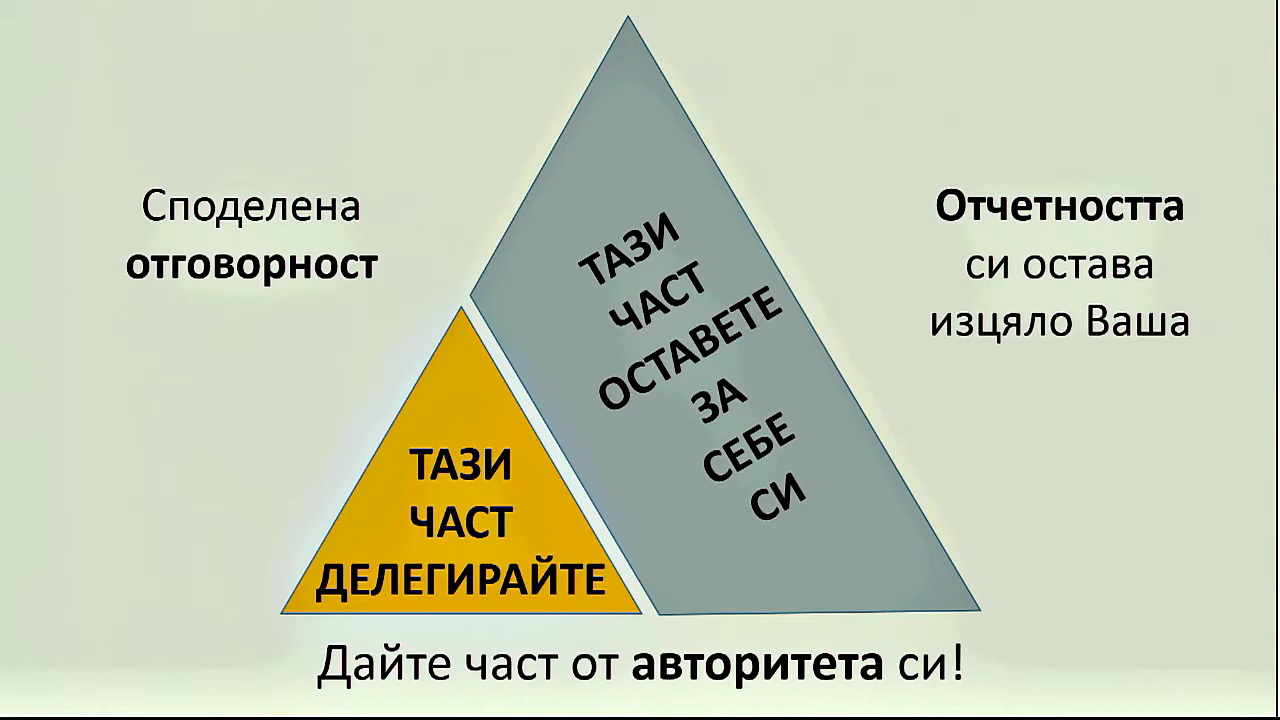 Споделена
отговорност
Отчетността
си остава
изцяло Ваша
ТАЗИ
ЧАСТ
ОСТАВЕТЕ
ЗА
СЕБЕ
СИ
ТАЗИ
ЧАСТ
ДЕЛЕГИРАЙТЕ
Дайте част от авторитета си!